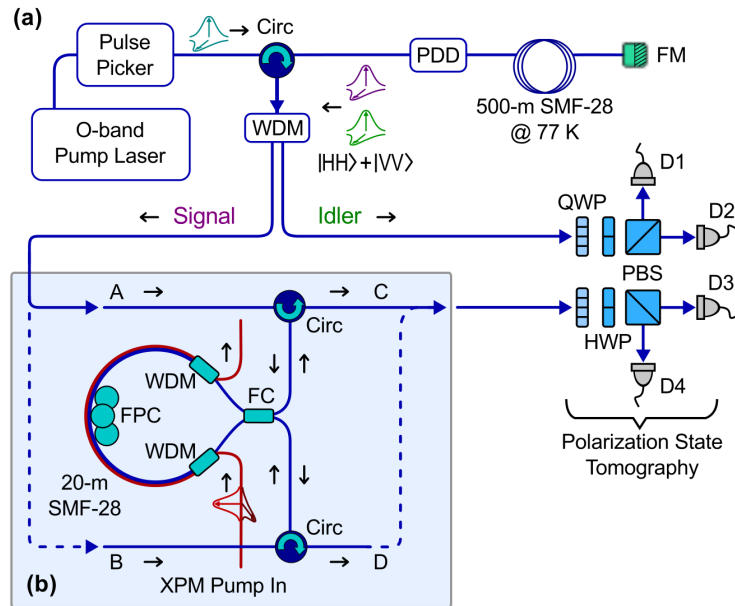 (a)
Pulse
Picker
Circ
PDD
FM
500-m SMF-28
@ 77 K
O-band
Pump Laser
WDM
|HH⟩+|VV⟩
D1
← Signal
Idler →
QWP
D2
PBS
D3
HWP
D4
A →
→ C
Circ
WDM
↑
↓ ↑
FPC
FC
WDM
↑
↑ ↓
20-m
SMF-28
Circ
B →
→ D
(b)
XPM Pump In
Polarization State
Tomography